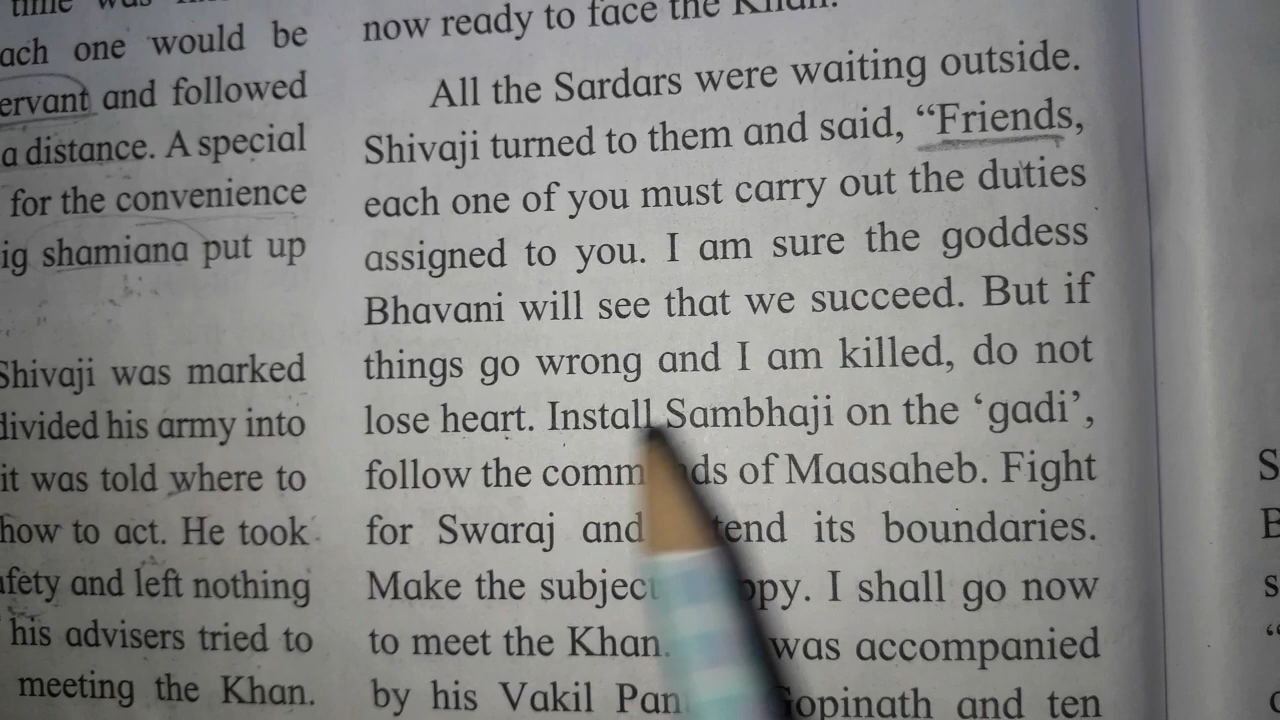 time was
ach one would be
ervant and followed
a distance. A special
for the convenience
ig shamiana put up
Shivaji was marked
divided his army into
it was told where to
how to act. He took
afety and left nothing
his advisers tried to
meeting the Khan.
now ready to face the Khan.
All the Sardars were waiting outside.
Shivaji turned to them and said, “Friends,
each one of you must carry out the duties
assigned to you. I am sure the goddess
Bhavani will see that we succeed. But if
things go wrong and I am killed, do not
lose heart. Install Sambhaji on the ‘gadi’,
follow the comm ds of Maasaheb. Fight
for Swaraj and tend its boundaries.
Make the subject ppy. I shall go now
to meet the Khan. was accompanied
by his Vakil Pan Gopinath and ten
S
B
s
“